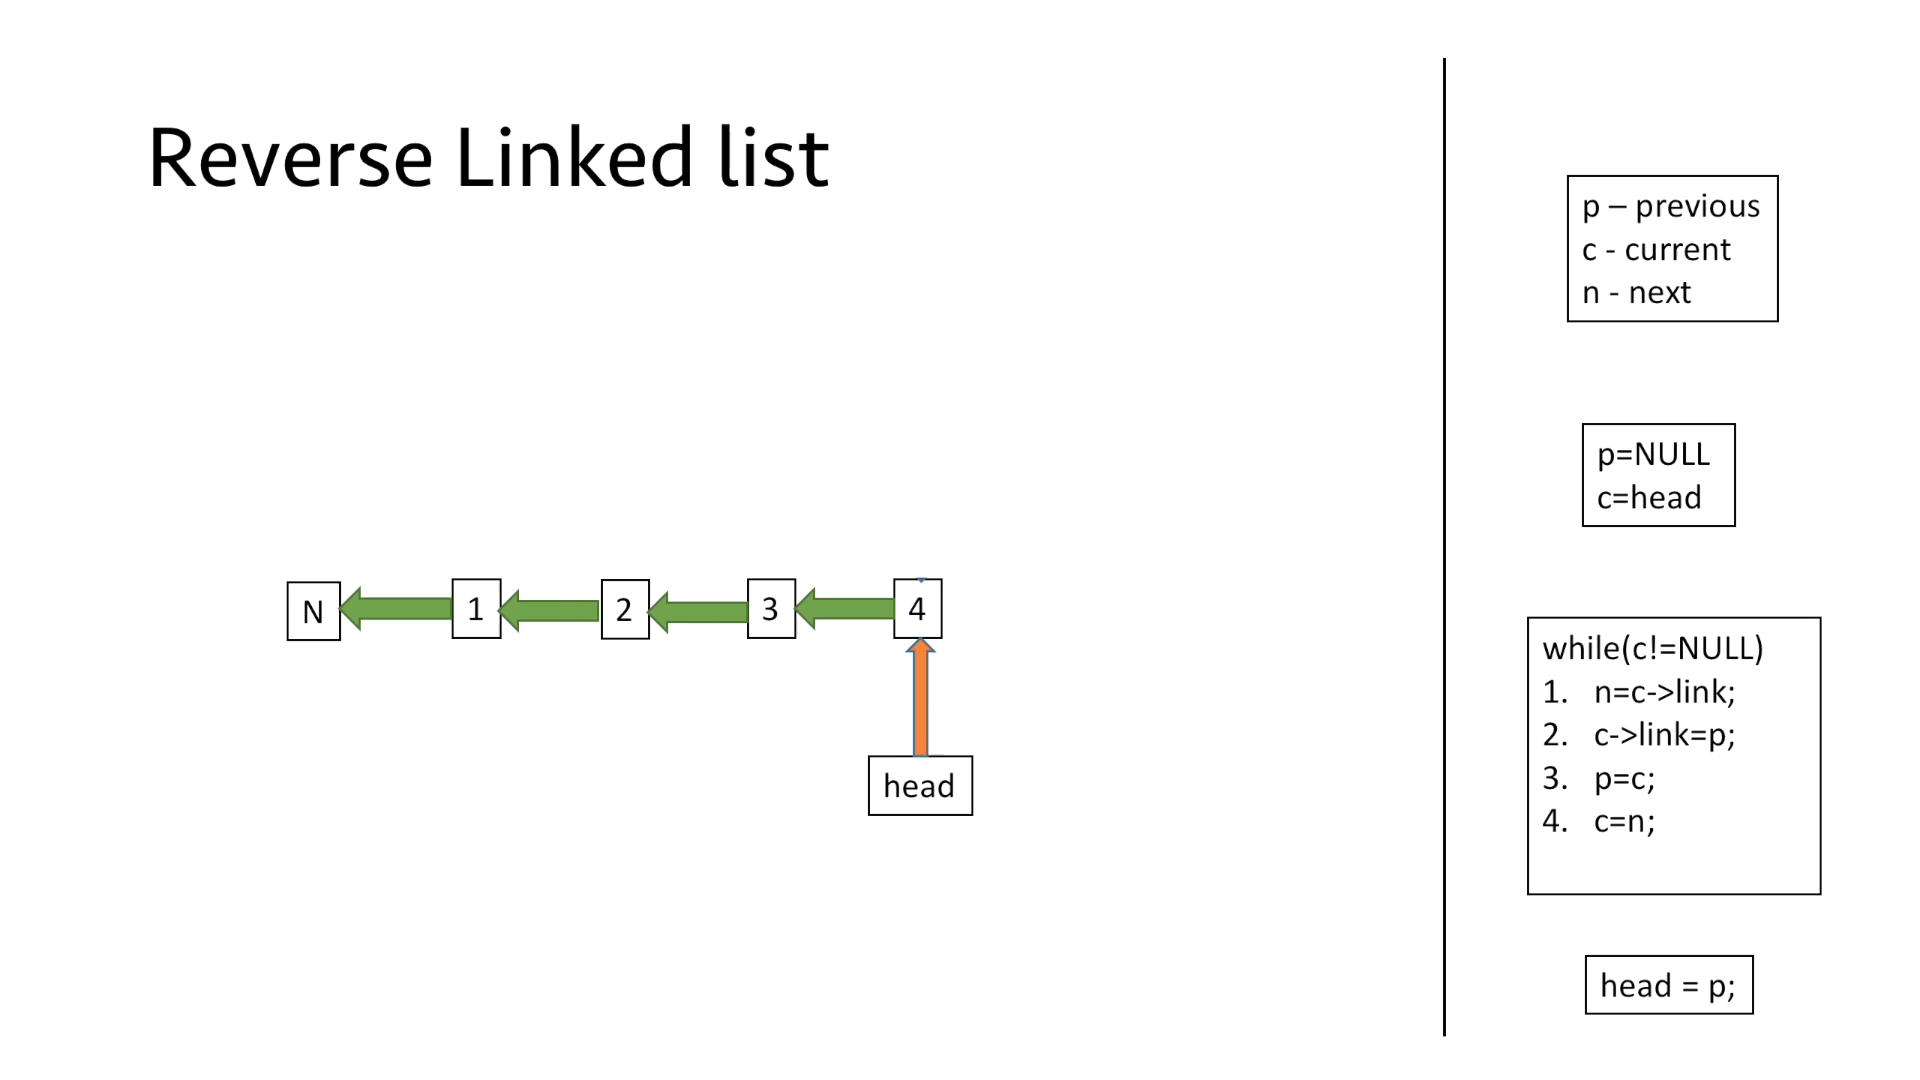 Reverse Linked list
N 1 2 3 4
head
p – previous
c - current
n - next
p=NULL
c=head
while(c!=NULL)
1. n=c->link;
2. c->link=p;
3. p=c;
4. c=n;
head = p;